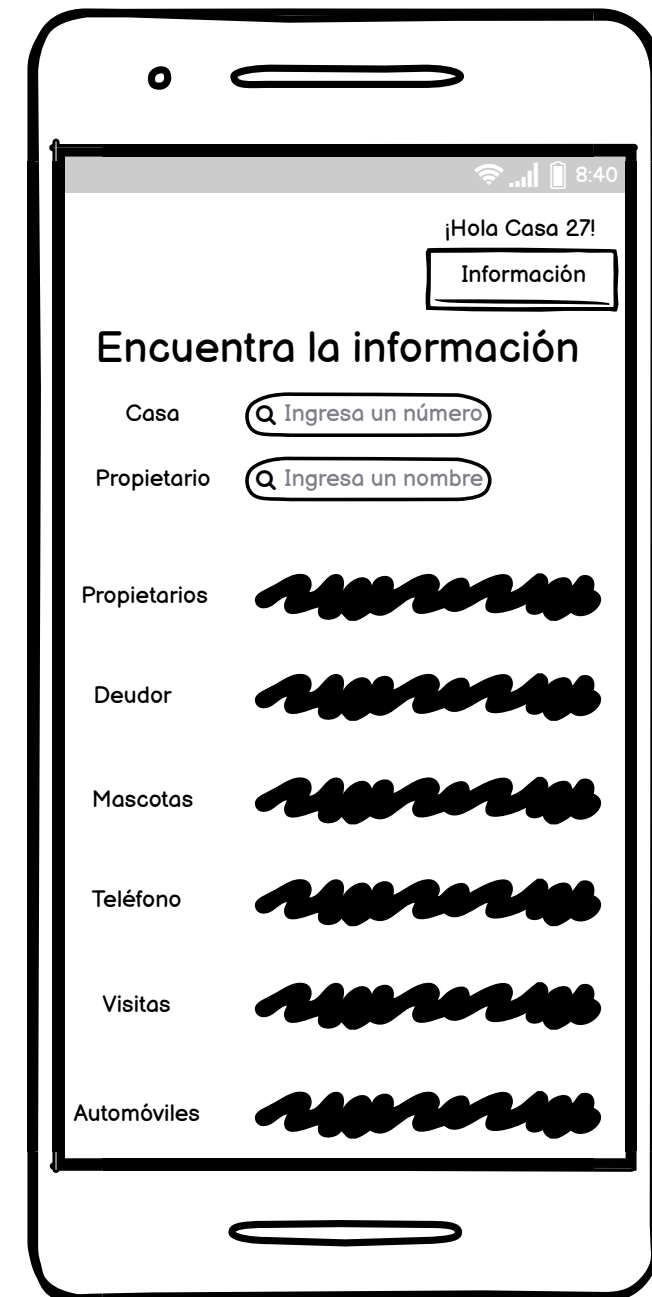 8:40
¡Hola Casa 27!
Información
Encuentra la información
Casa
Ingresa un número
Propietario
Ingresa un nombre
Propietarios
Deudor
Mascotas
Teléfono
Visitas
Automóviles